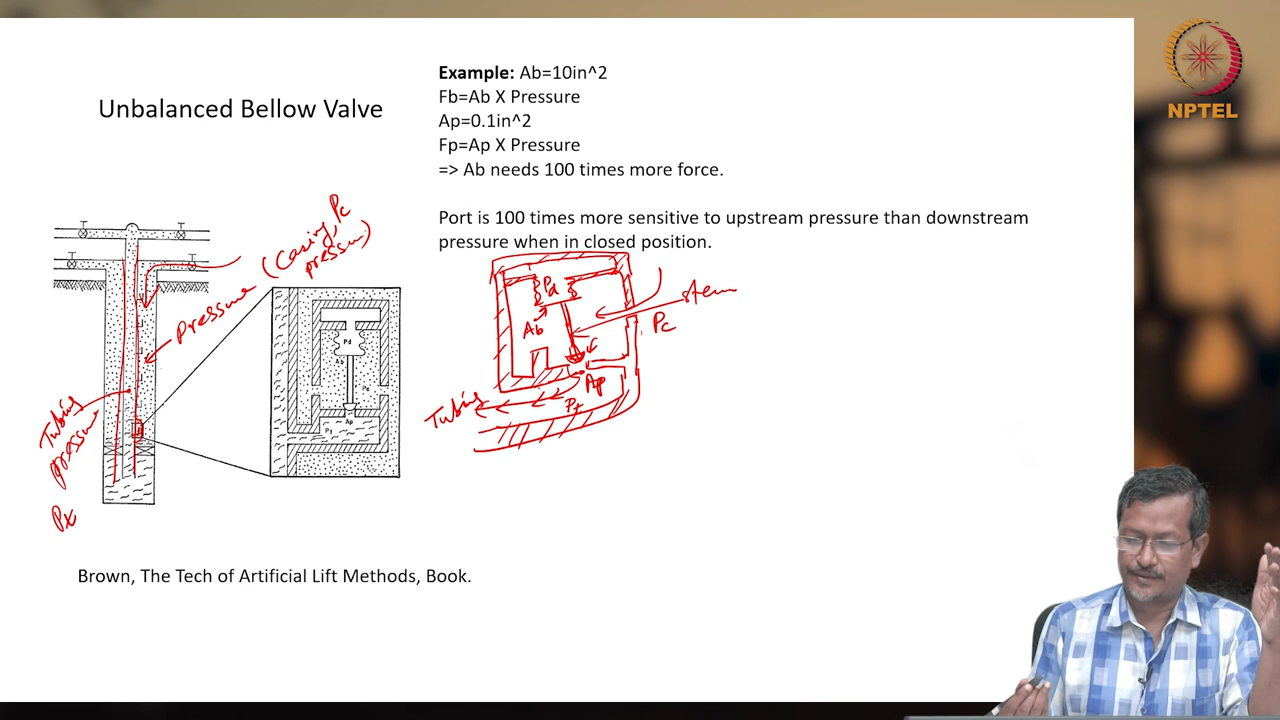 NPTEL
Unbalanced Bellow Valve
Example: Ab=10in^2
Fb=Ab X Pressure
Ap=0.1in^2
Fp=Ap X Pressure
=> Ab needs 100 times more force.
Port is 100 times more sensitive to upstream pressure than downstream
pressure when in closed position.
(Casing Pc
pressure)
Pressure
Tubing
pressure
Pt
Pd
Ab
Pc
Ap
Pt
Pd
Ab
stem
Pc
Ap
Tubing
Pt
Brown, The Tech of Artificial Lift Methods, Book.